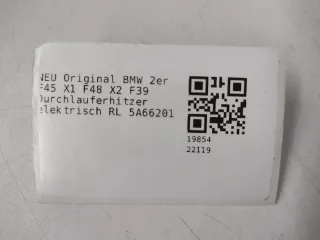 NEU Original BMW 2er
F45 X1 F48 X2 F39
Durchlauferhitzer
elektrisch RL 5A66201
19854
22119